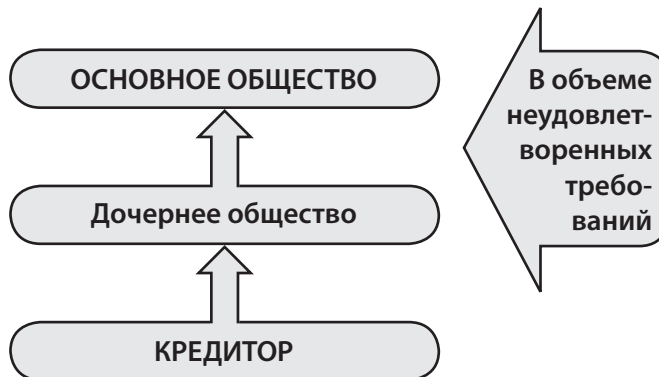 ОСНОВНОЕ ОБЩЕСТВО
Дочернее общество
КРЕДИТОР
В объеме
неудовлет-
воренных
требо-
ваний